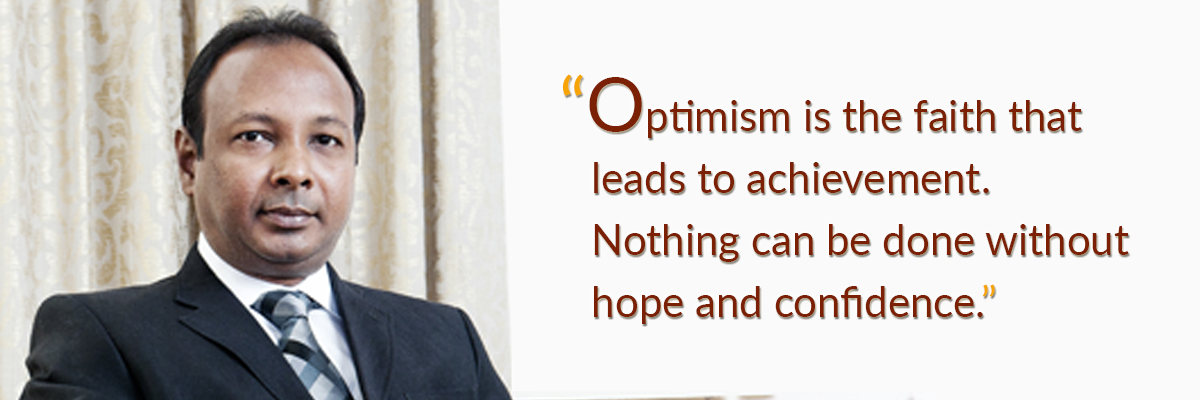 “Optimism is the faith that
leads to achievement.
Nothing can be done without
hope and confidence.”